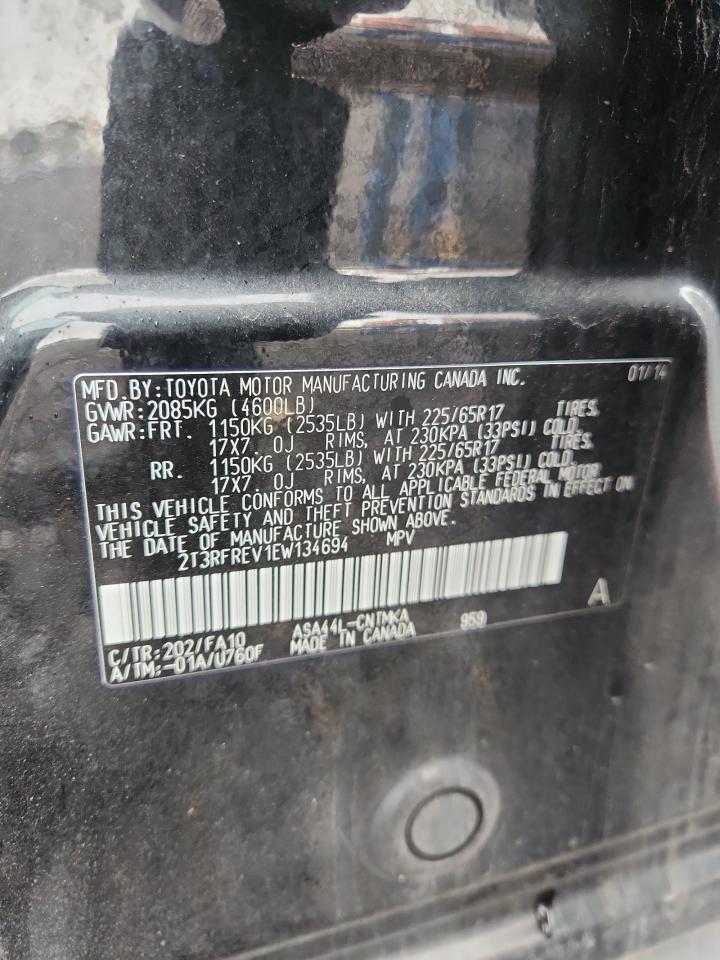 MFD.BY:TOYOTA MOTOR MANUFACTURING CANADA INC. 01/14
GVWR:2085KG (4600LB)
GAWR:FRT. 1150KG (2535LB) WITH 225/65R17 TIRES,
17X7.0J RIMS, AT 230KPA (33PSI) COLD.
RR. 1150KG (2535LB) WITH 225/65R17 TIRES,
17X7.0J RIMS, AT 230KPA (33PSI) COLD.
THIS VEHICLE CONFORMS TO ALL APPLICABLE FEDERAL MOTOR
VEHICLE SAFETY AND THEFT PREVENTION STANDARDS IN EFFECT ON
THE DATE OF MANUFACTURE SHOWN ABOVE.
2T3RFREV1EW134694 MPV
A
C/TR:202/FA10 ASA44L-CNTMKA 959
A/TM:-01A/U760F MADE IN CANADA